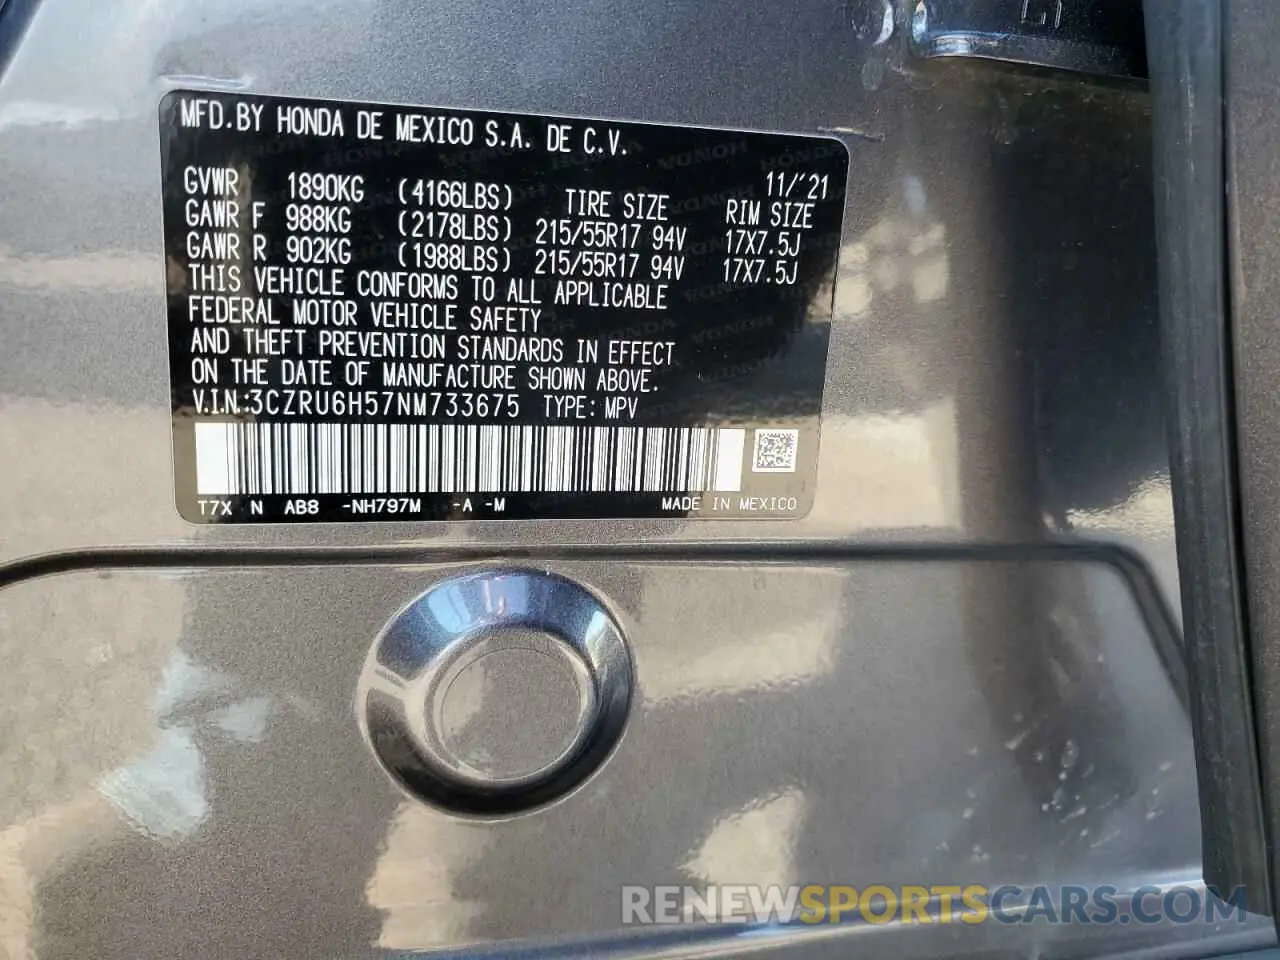 MFD.BY HONDA DE MEXICO S.A. DE C.V.
11/'21
GVWR 1890KG (4166LBS) TIRE SIZE RIM SIZE
GAWR F 988KG (2178LBS) 215/55R17 94V 17X7.5J
GAWR R 902KG (1988LBS) 215/55R17 94V 17X7.5J
THIS VEHICLE CONFORMS TO ALL APPLICABLE
FEDERAL MOTOR VEHICLE SAFETY
AND THEFT PREVENTION STANDARDS IN EFFECT
ON THE DATE OF MANUFACTURE SHOWN ABOVE.
V.I.N.:3CZRU6H57NM733675 TYPE: MPV
T7X N AB8 -NH797M -A -M MADE IN MEXICO
RENEWSPORTSCARS.COM